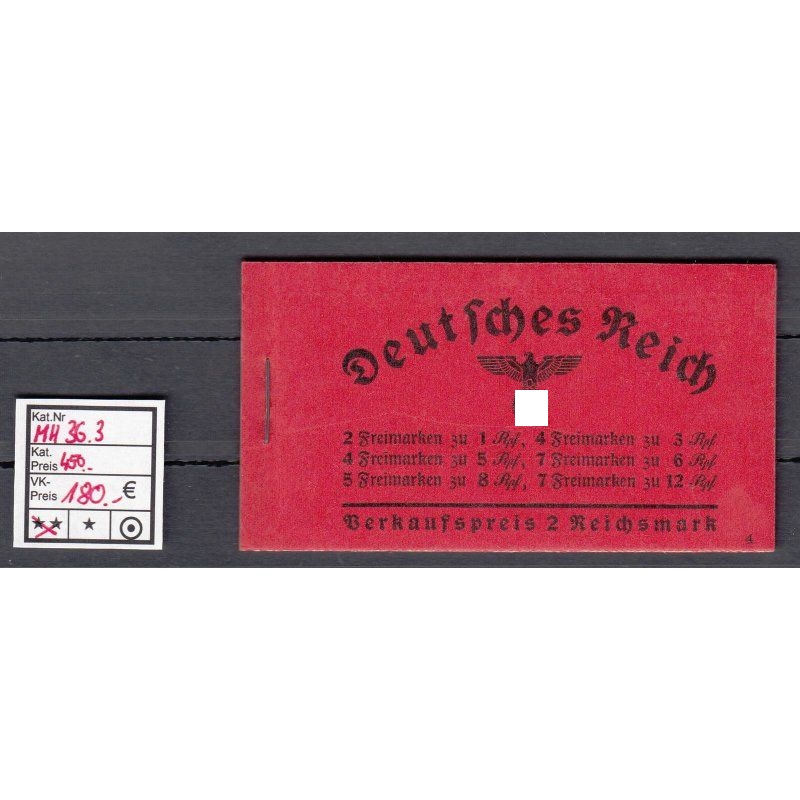 Kat.Nr
MH 36.3
Kat.
Preis 450.-
VK-
Preis 180.- €
★★ ★
Deutsches Reich
2 Freimarken zu 1 Rpf, 4 Freimarken zu 3 Rpf
4 Freimarken zu 5 Rpf, 7 Freimarken zu 6 Rpf
5 Freimarken zu 8 Rpf, 7 Freimarken zu 12 Rpf
Verkaufspreis 2 Reichsmark
4